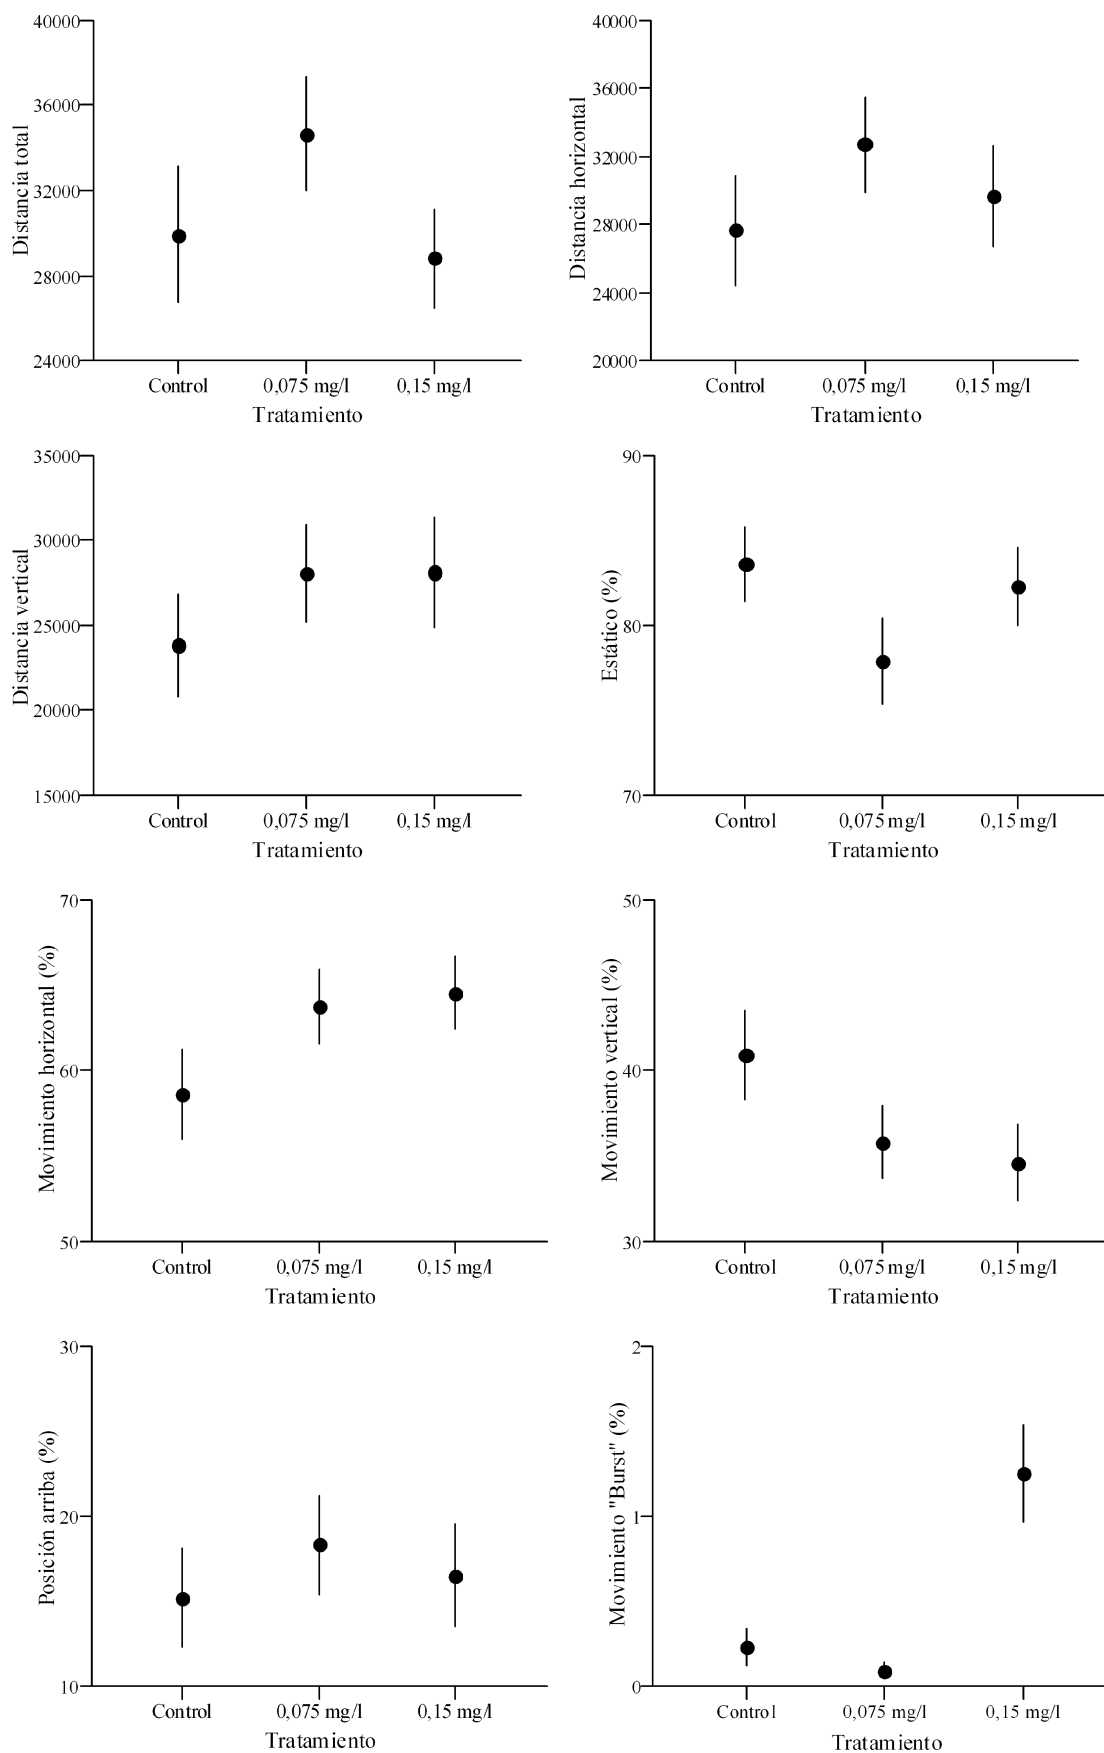 40000
36000
32000
28000
24000
Distancia total
Control 0,075 mg/l 0,15 mg/l
Tratamiento
40000
36000
32000
28000
24000
20000
Distancia horizontal
Control 0,075 mg/l 0,15 mg/l
Tratamiento
35000
30000
25000
20000
15000
Distancia vertical
Control 0,075 mg/l 0,15 mg/l
Tratamiento
90
80
70
Estático (%)
Control 0,075 mg/l 0,15 mg/l
Tratamiento
70
60
50
Movimiento horizontal (%)
Control 0,075 mg/l 0,15 mg/l
Tratamiento
50
40
30
Movimiento vertical (%)
Control 0,075 mg/l 0,15 mg/l
Tratamiento
30
20
10
Posición arriba (%)
Control 0,075 mg/l 0,15 mg/l
Tratamiento
2
1
0
Movimiento "Burst" (%)
Control 0,075 mg/l 0,15 mg/l
Tratamiento